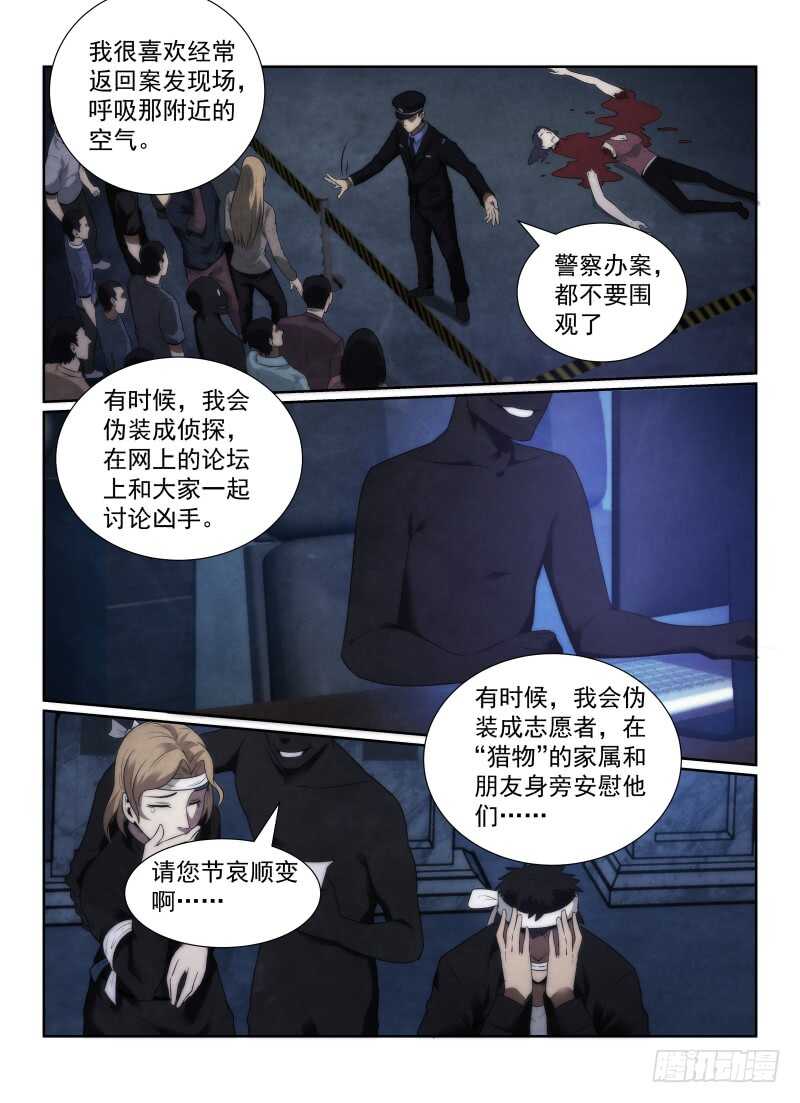 我很喜欢经常
返回案发现场，
呼吸那附近的
空气。
警察办案，
都不要围
观了
有时候，我会
伪装成侦探，
在网上的论坛
上和大家一起
讨论凶手。
有时候，我会伪
装成志愿者，在
“猎物”的家属和
朋友身旁安慰他
们……
请您节哀顺变
啊……
腾讯动漫